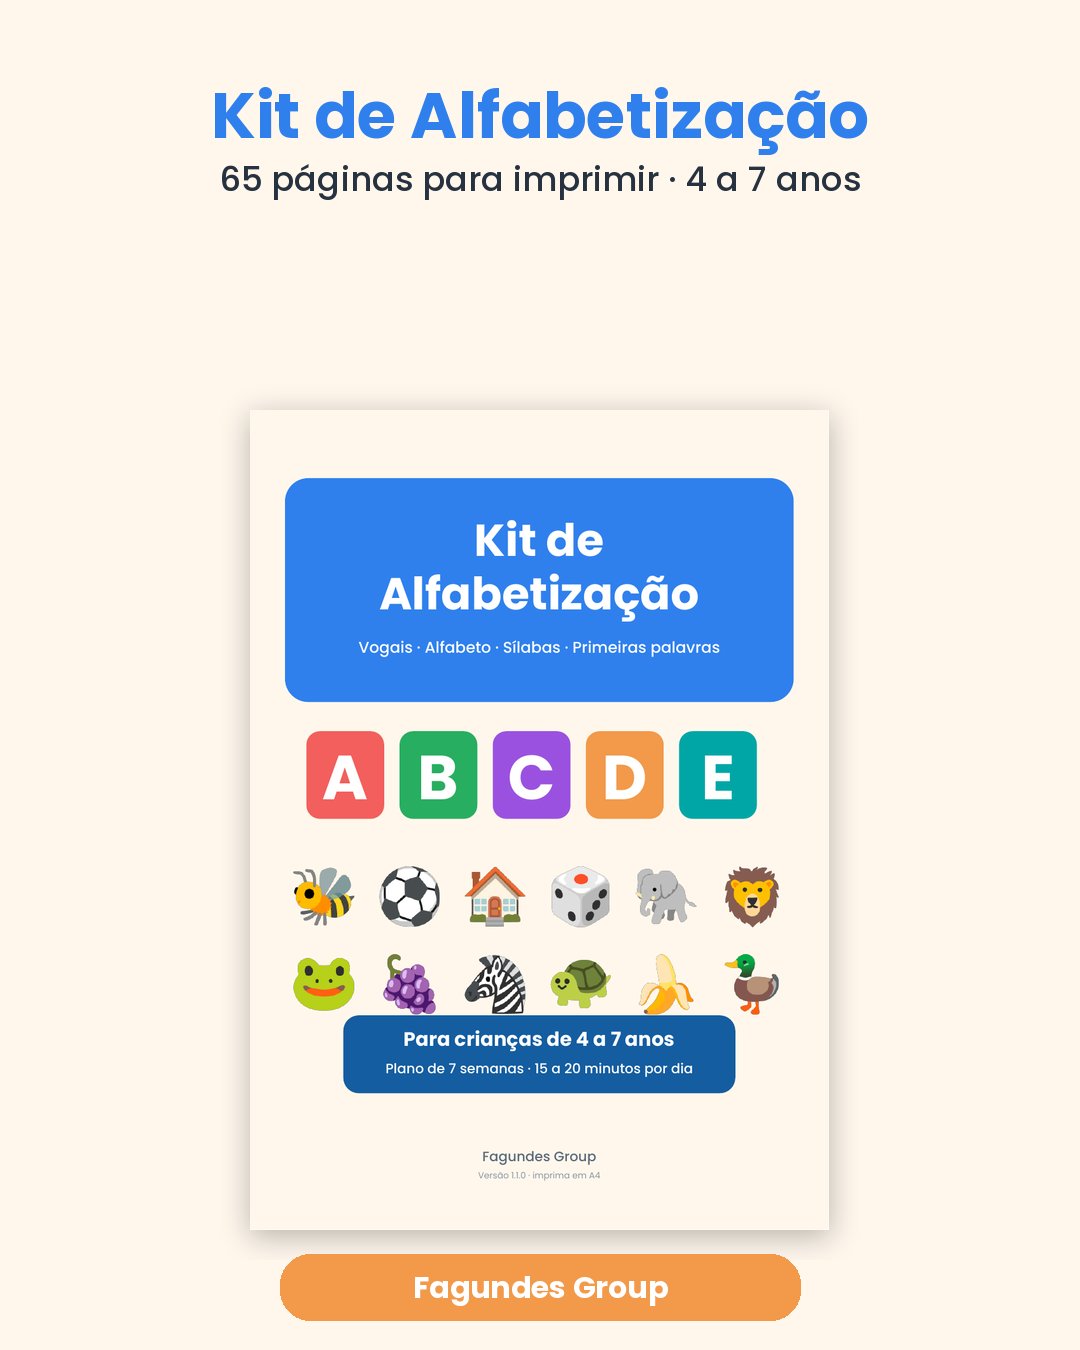 Kit de Alfabetização
65 páginas para imprimir · 4 a 7 anos
Kit de
Alfabetização
Vogais · Alfabeto · Sílabas · Primeiras palavras
A B C D E
Para crianças de 4 a 7 anos
Plano de 7 semanas · 15 a 20 minutos por dia
Fagundes Group
Versão 1.1.0 · imprima em A4
Fagundes Group